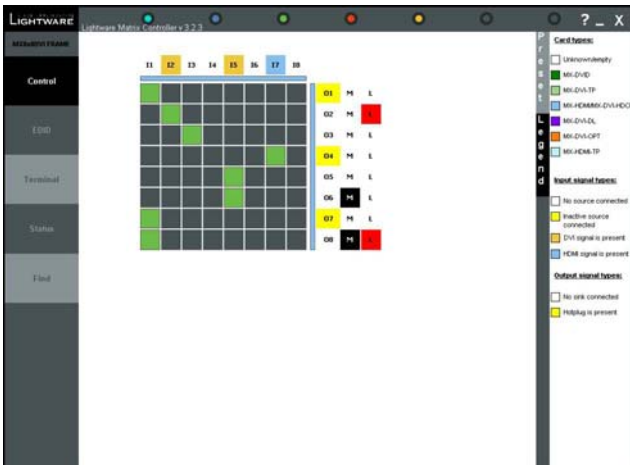 LIGHTWARE
Lightware Matrix Controller v 3.2.3
? _ X
Control
EDID
Terminal
Status
Find
I1 I2 I3 I4 I5 I6 I7 I8
O1 M L
O2 M L
O3 M L
O4 M L
O5 M L
O6 M L
O7 M L
O8 M L
Preset
Legend
Card types:
Unknown/empty
MX-DVID
MX-DVI-TP
MX-HDMI/MX-DVI-HDCP
MX-DVI-DL
MX-DVI-OPT
MX-HDMI-TP
Input signal types:
No source connected
Inactive source
connected
DVI signal is present
HDMI signal is present
Output signal types:
No sink connected
Hotplug is present